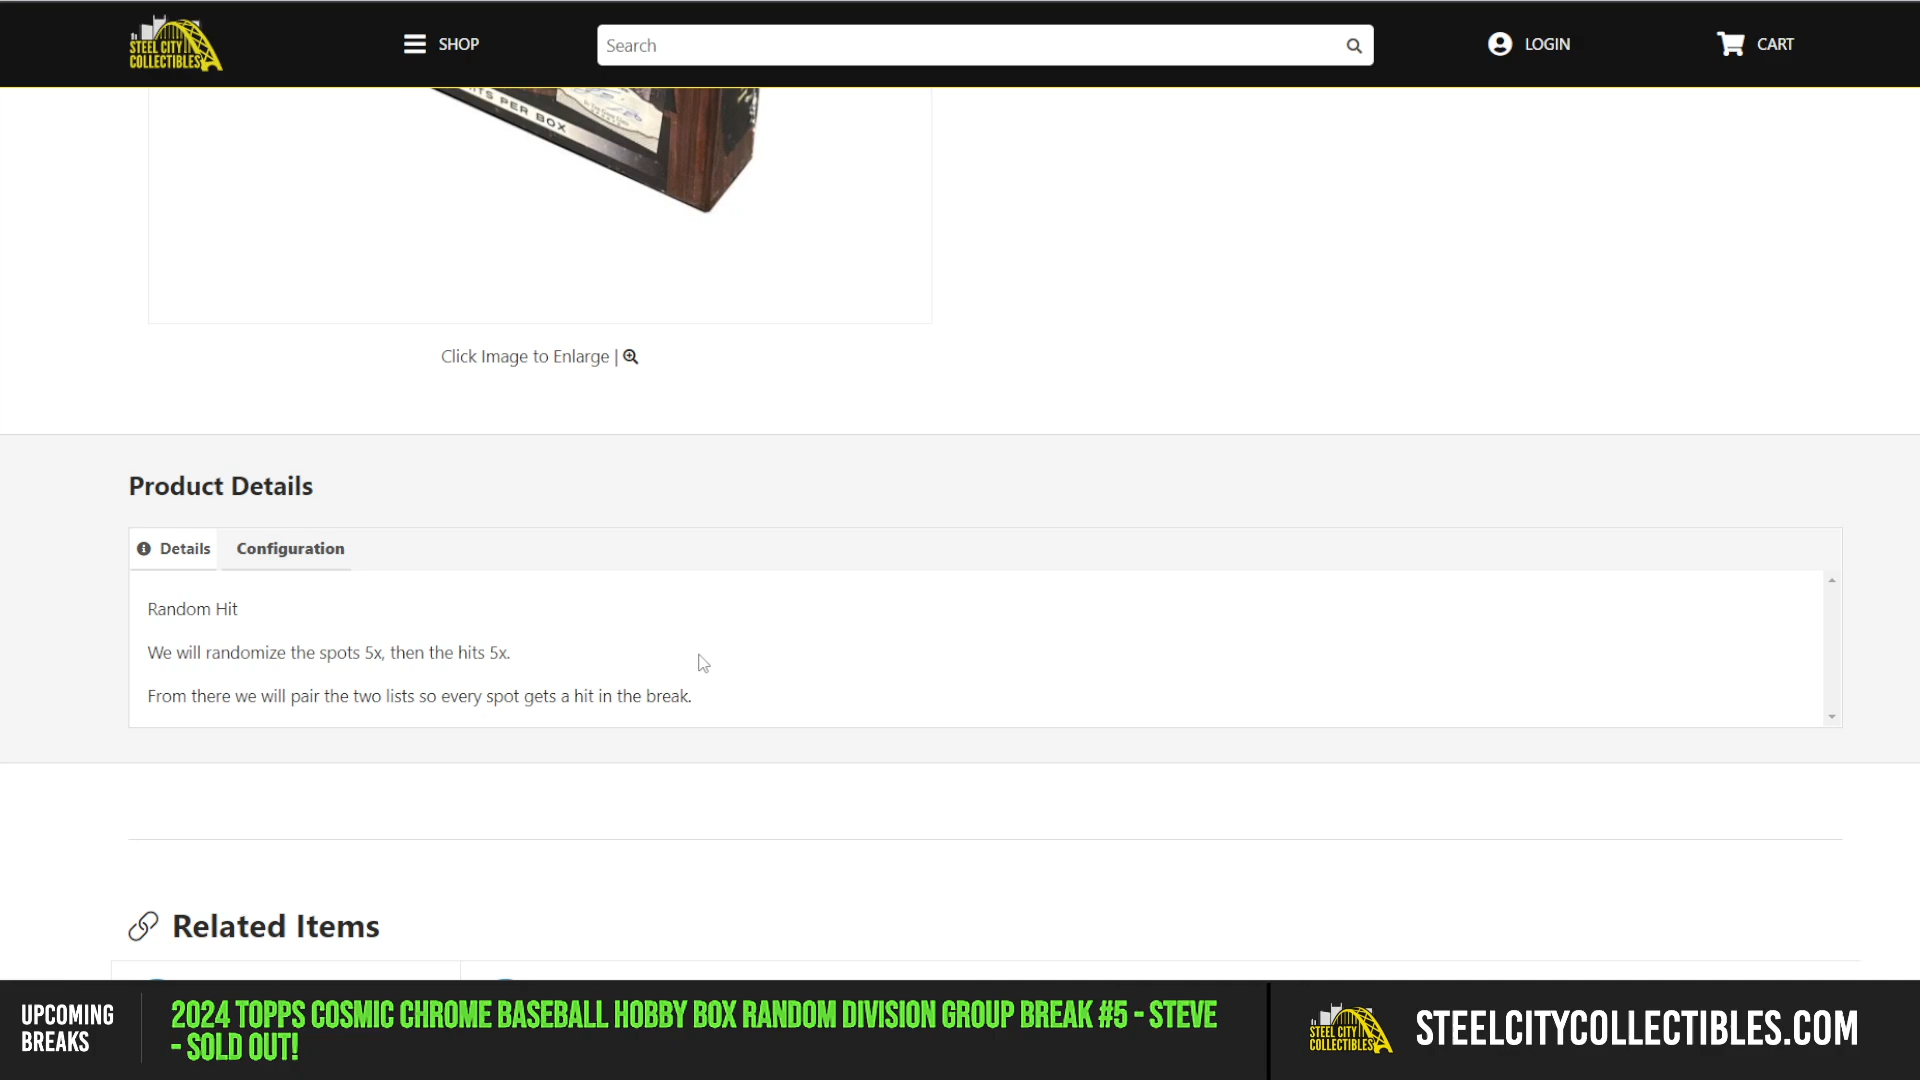 STEEL CITY
COLLECTIBLES
SHOP
Search
LOGIN
CART
PER BOX
Click Image to Enlarge |
Product Details
Details
Configuration
Random Hit
We will randomize the spots 5x, then the hits 5x.
From there we will pair the two lists so every spot gets a hit in the break.
Related Items
UPCOMING
BREAKS
2024 TOPPS COSMIC CHROME BASEBALL HOBBY BOX RANDOM DIVISION GROUP BREAK #5 - STEVE
- SOLD OUT!
STEEL CITY
COLLECTIBLES
STEELCITYCOLLECTIBLES.COM